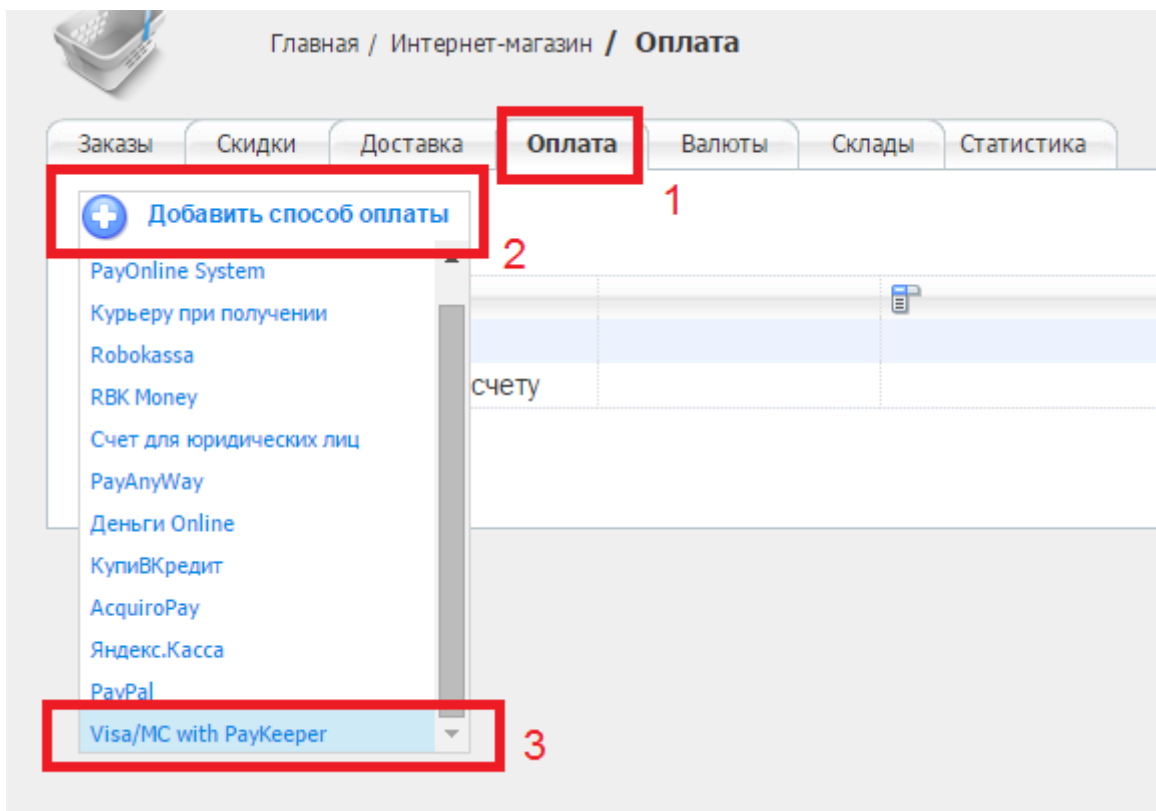 Главная / Интернет-магазин / Оплата
Заказы Скидки Доставка Оплата Валюты Склады Статистика
1
Добавить способ оплаты
2
PayOnline System
Курьеру при получении
Robokassa
RBK Money
счету
Счет для юридических лиц
PayAnyWay
Деньги Online
КупиВКредит
AcquiroPay
Яндекс.Касса
PayPal
Visa/MC with PayKeeper
3